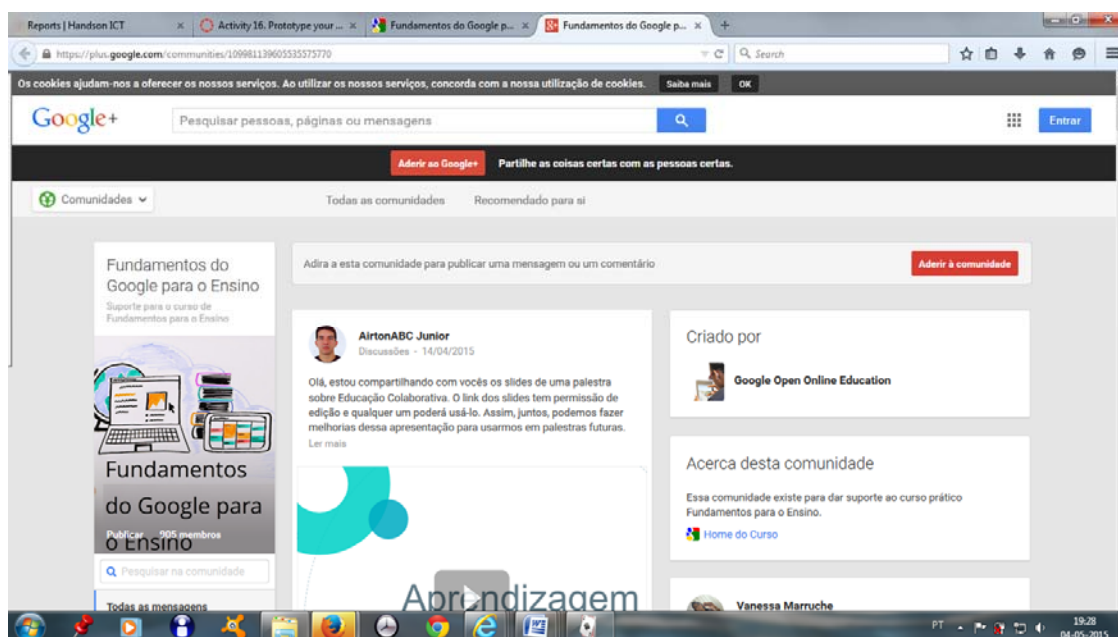 Reports | Handson ICT
Activity 16. Prototype your ...
Fundamentos do Google p...
Fundamentos do Google p...
https://plus.google.com/communities/109981139605535575770
Search
Os cookies ajudam-nos a oferecer os nossos serviços. Ao utilizar os nossos serviços, concorda com a nossa utilização de cookies.
Saiba mais
OK
Google+
Pesquisar pessoas, páginas ou mensagens
Entrar
Aderir ao Google+
Partilhe as coisas certas com as pessoas certas.
Comunidades
Todas as comunidades
Recomendado para si
Fundamentos do
Google para o Ensino
Suporte para o curso de
Fundamentos para o Ensino
Fundamentos
do Google para
o Ensino
Publicar
905 membros
Pesquisar na comunidade
Todas as mensagens
Adira a esta comunidade para publicar uma mensagem ou um comentário
Aderir à comunidade
AirtonABC Junior
Discussões - 14/04/2015
Olá, estou compartilhando com vocês os slides de uma palestra
sobre Educação Colaborativa. O link dos slides tem permissão de
edição e qualquer um poderá usá-lo. Assim, juntos, podemos fazer
melhorias dessa apresentação para usarmos em palestras futuras.
Ler mais
Aprendizagem
Criado por
Google Open Online Education
Acerca desta comunidade
Essa comunidade existe para dar suporte ao curso prático
Fundamentos para o Ensino.
Home do Curso
Vanessa Marruche
PT
19:28
04-05-2015